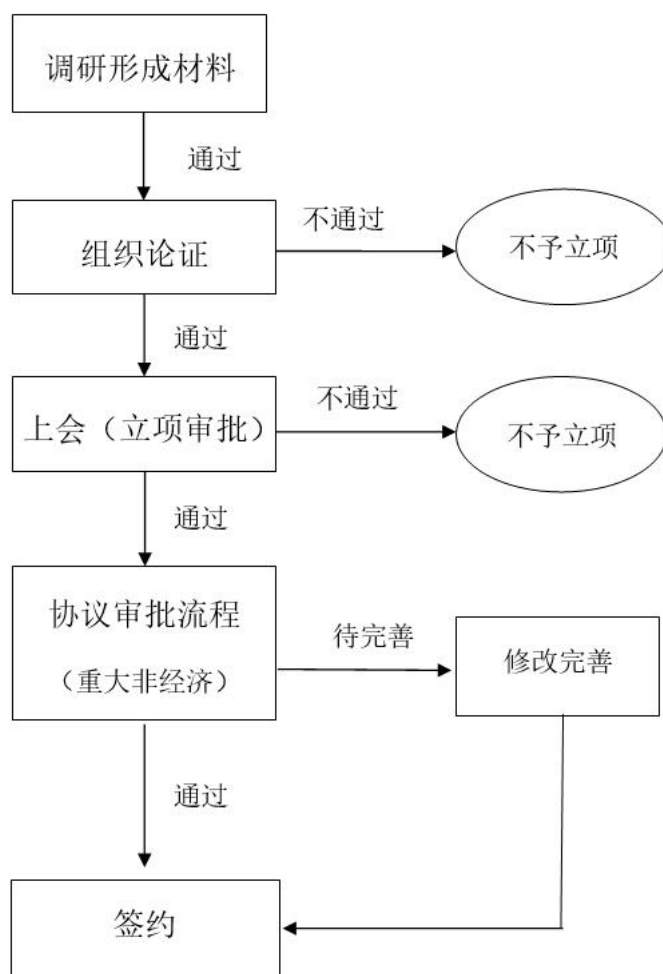 调研形成材料
通过
组织论证
不通过
不予立项
通过
上会（立项审批）
不通过
不予立项
通过
协议审批流程
（重大非经济）
待完善
修改完善
通过
签约